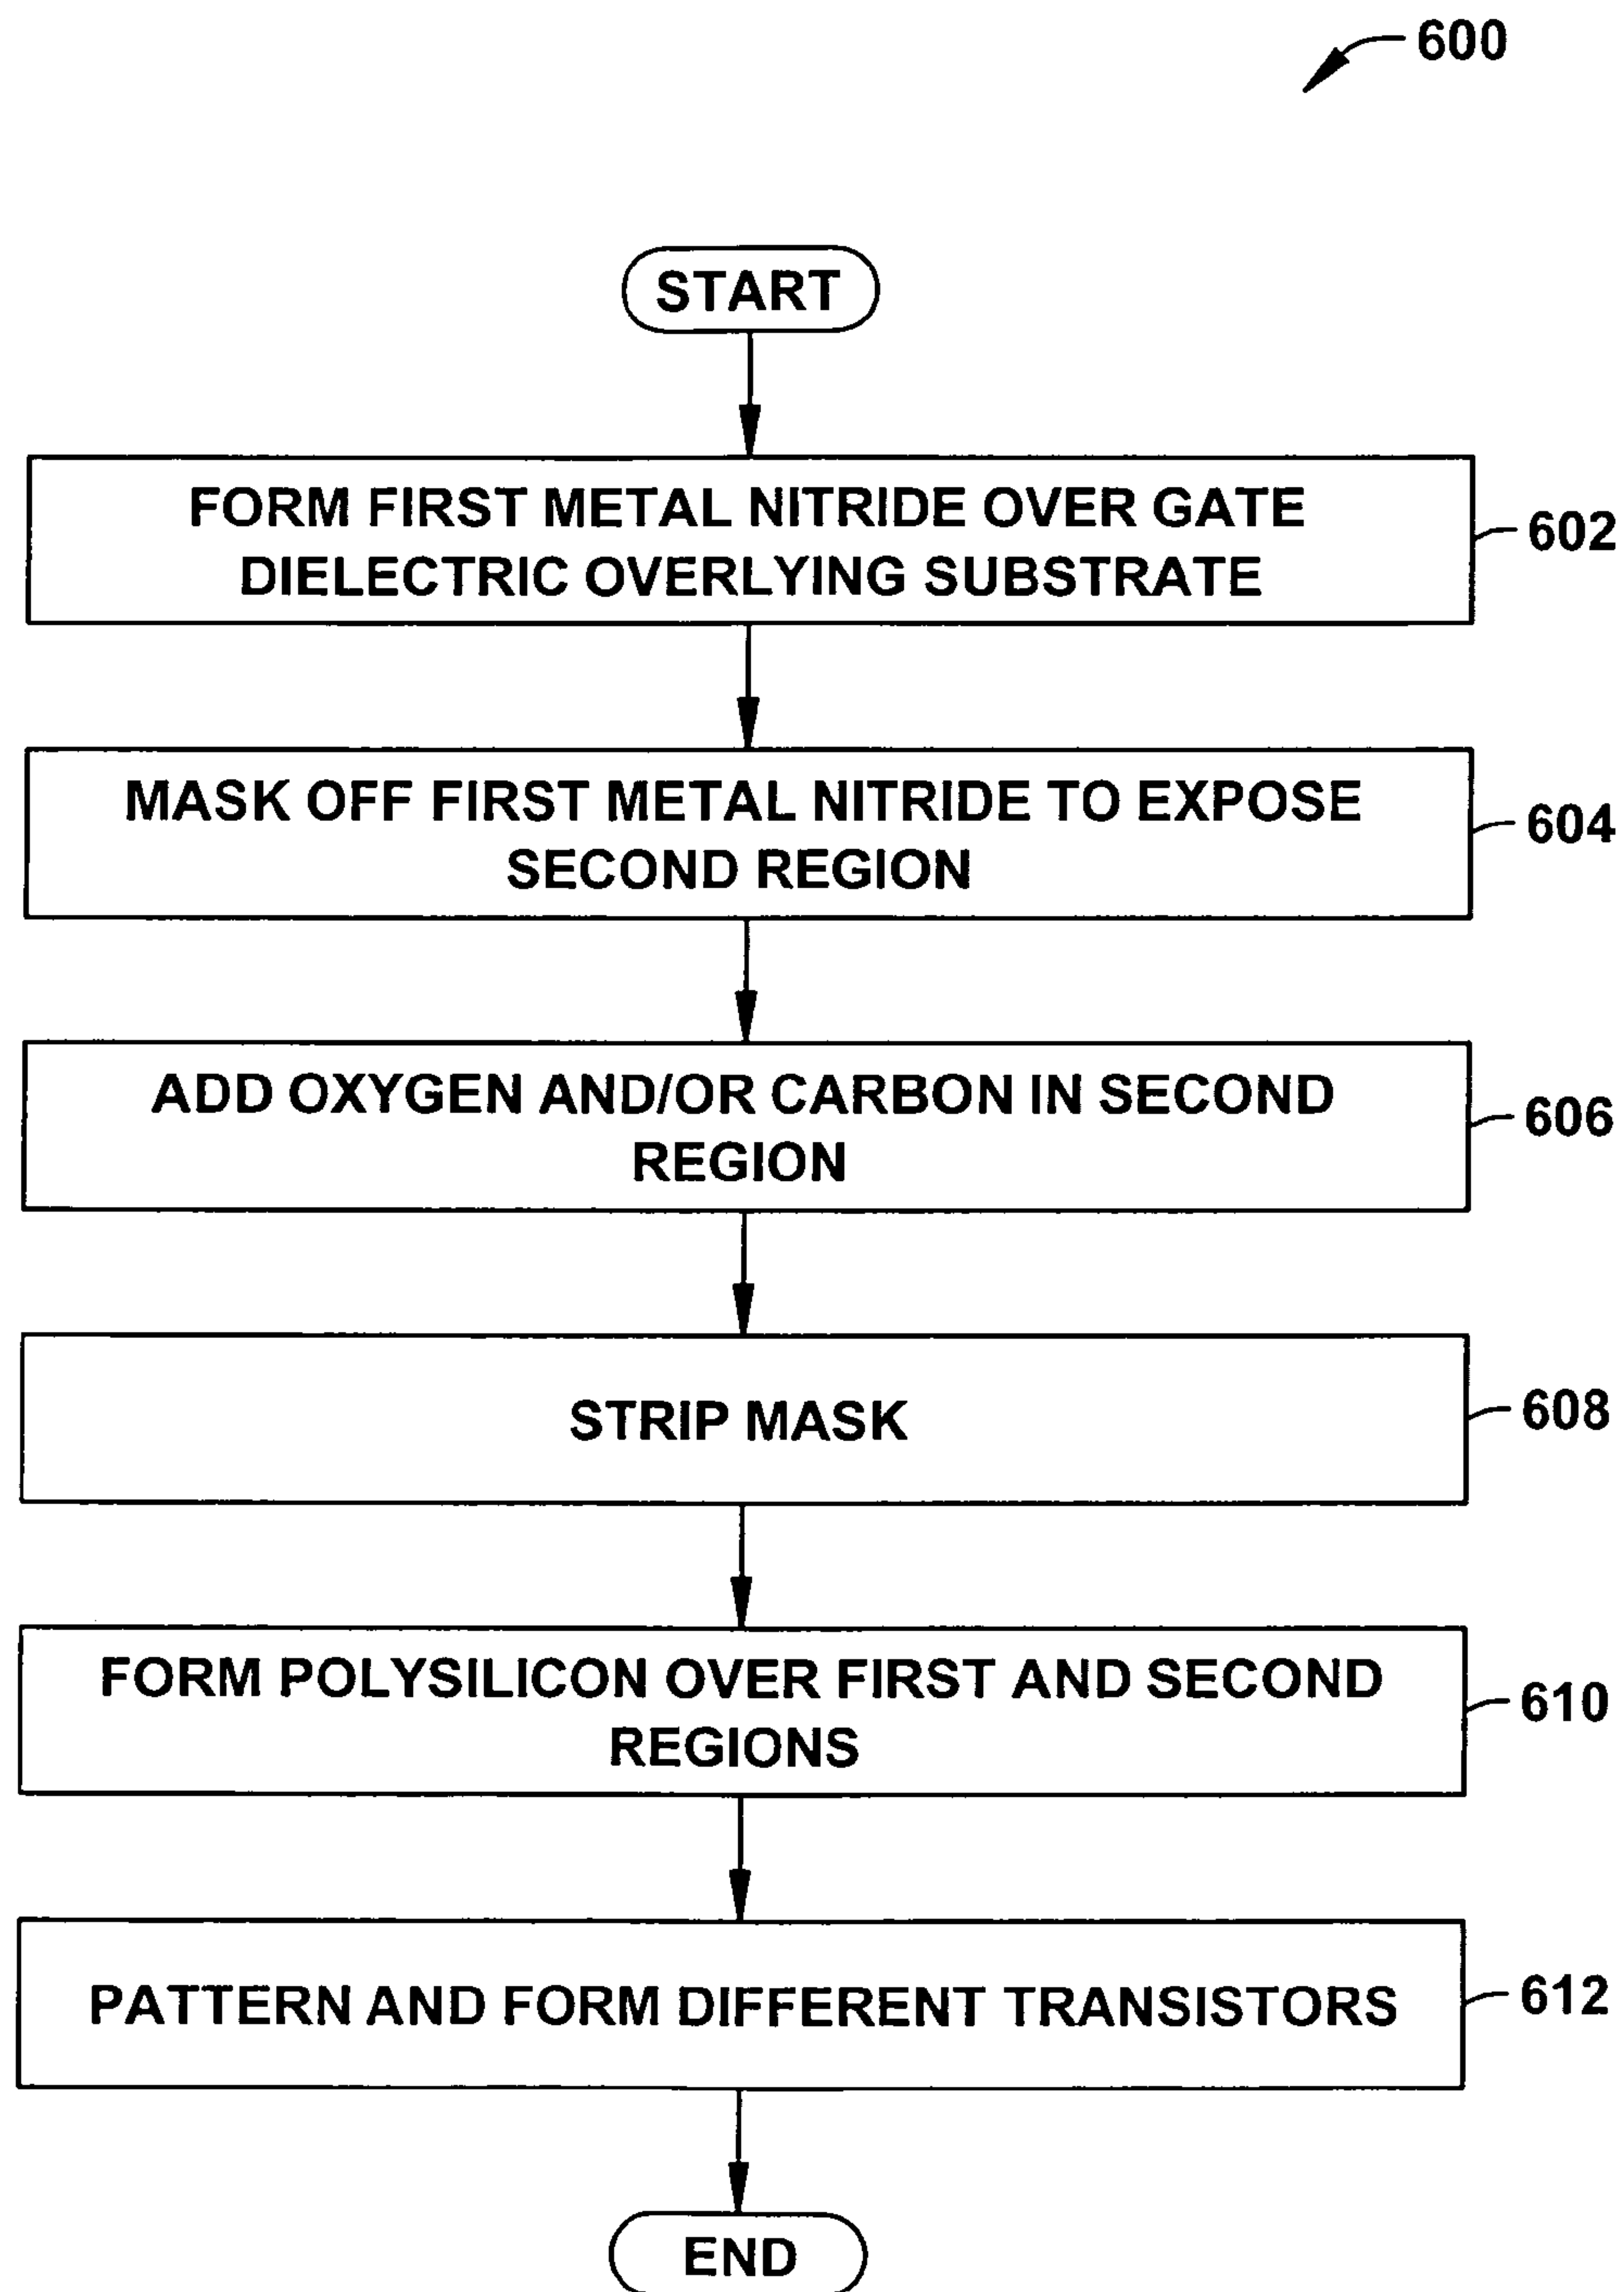 600
START
FORM FIRST METAL NITRIDE OVER GATE
DIELECTRIC OVERLYING SUBSTRATE
602
MASK OFF FIRST METAL NITRIDE TO EXPOSE
SECOND REGION
604
ADD OXYGEN AND/OR CARBON IN SECOND
REGION
606
STRIP MASK
608
FORM POLYSILICON OVER FIRST AND SECOND
REGIONS
610
PATTERN AND FORM DIFFERENT TRANSISTORS
612
END